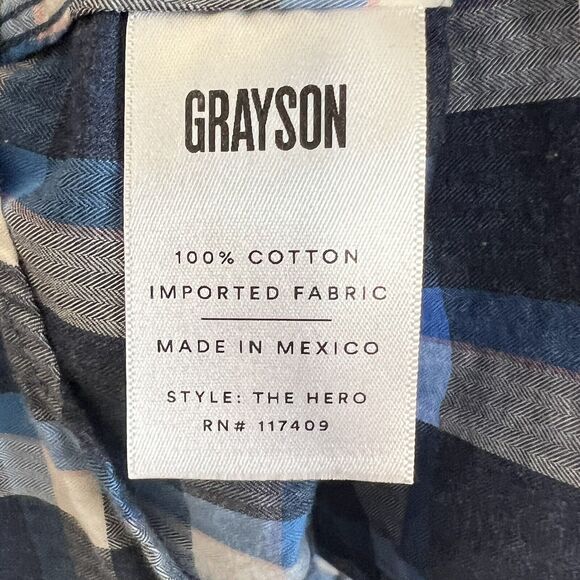 GRAYSON
100% COTTON
IMPORTED FABRIC
MADE IN MEXICO
STYLE: THE HERO
RN# 117409